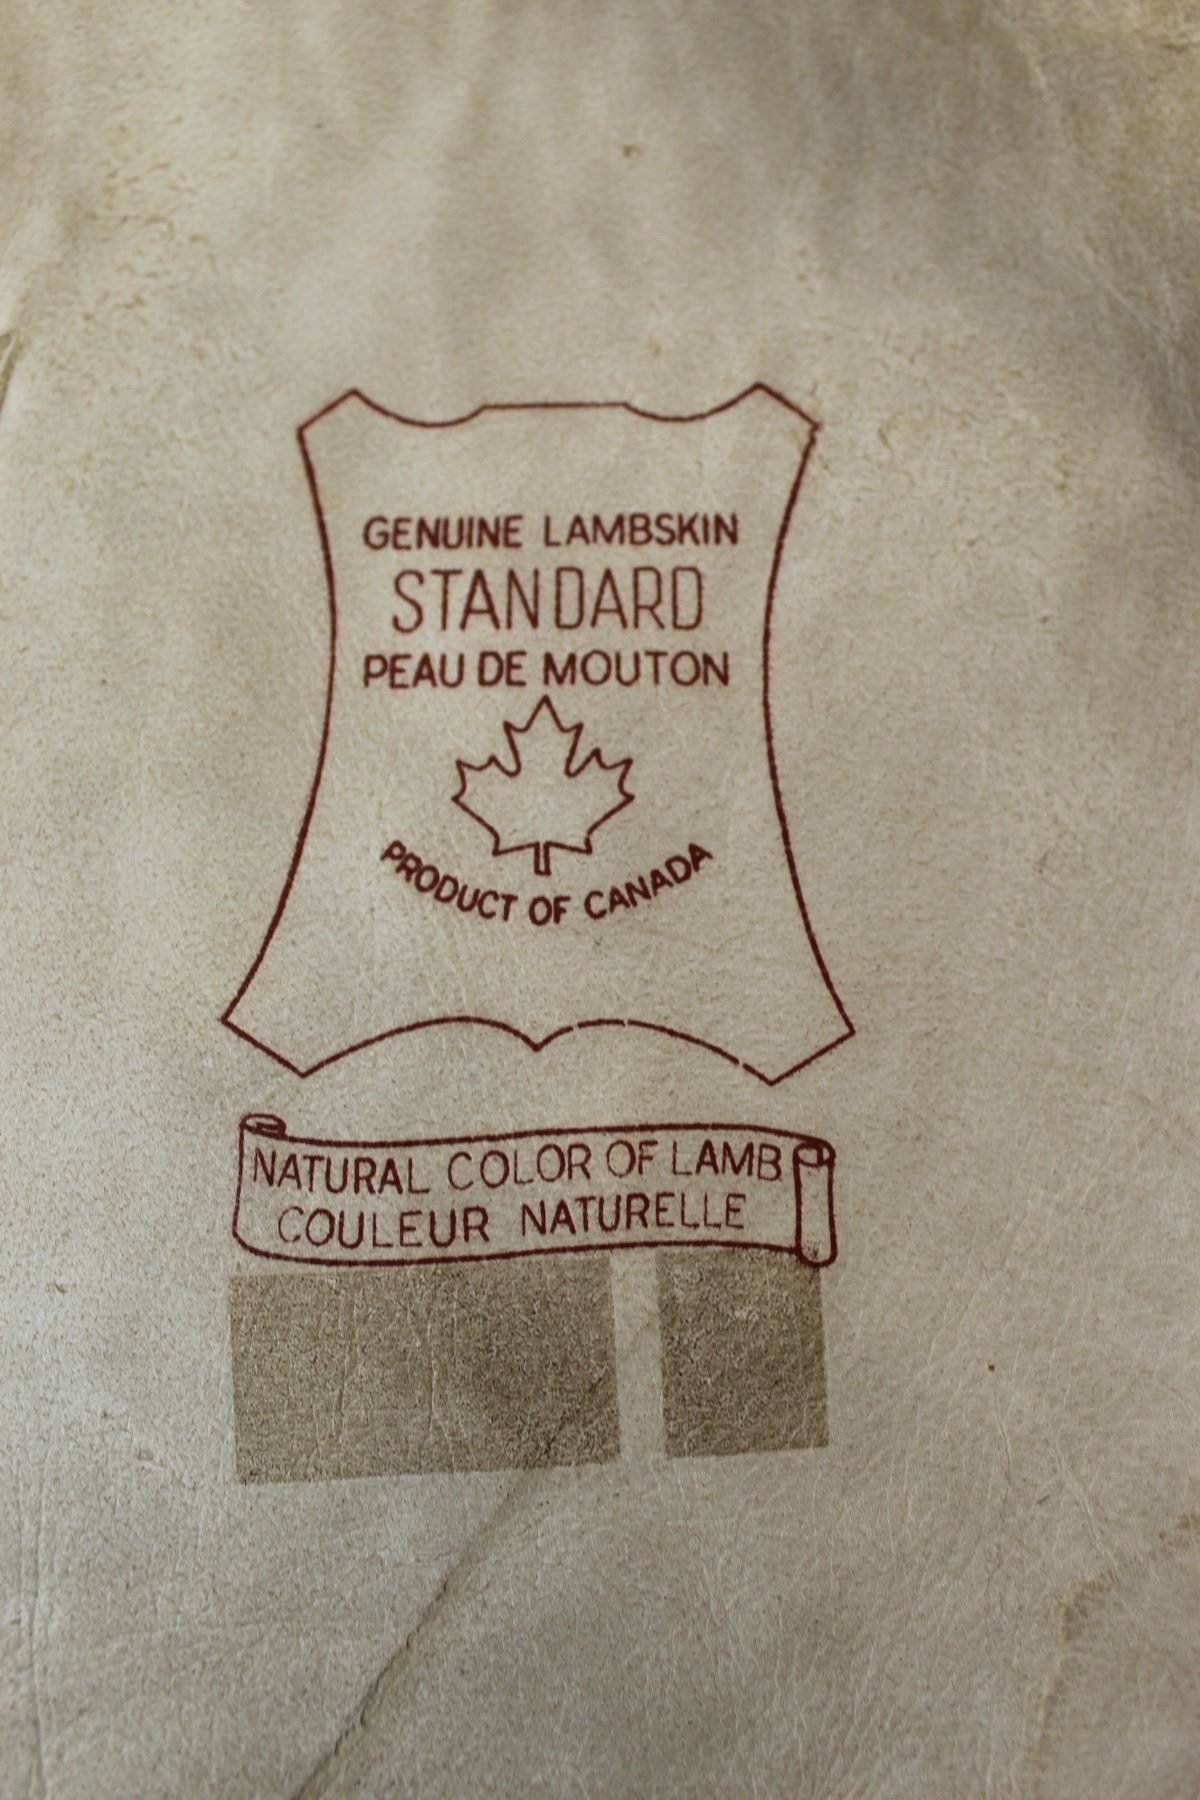 GENUINE LAMBSKIN
STANDARD
PEAU DE MOUTON
PRODUCT OF CANADA
NATURAL COLOR OF LAMB
COULEUR NATURELLE